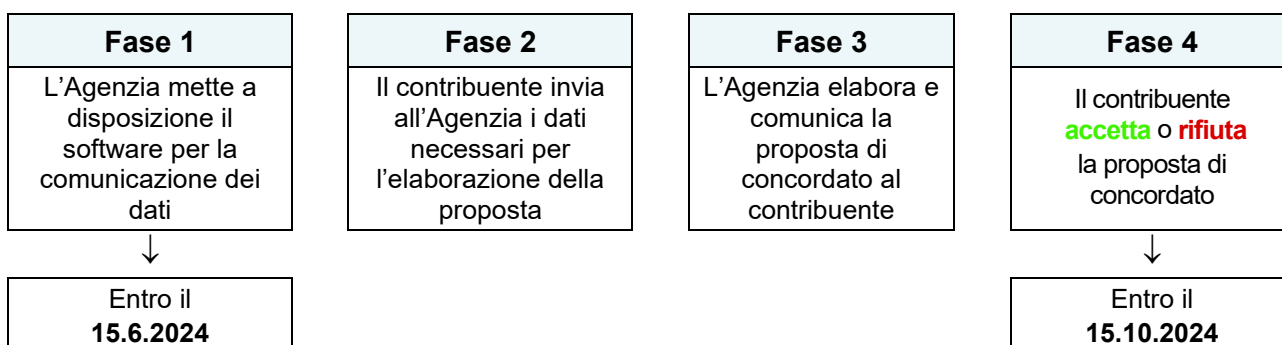 Fase 1
L'Agenzia mette a
disposizione il
software per la
comunicazione dei
dati
↓
Entro il
15.6.2024
Fase 2
Il contribuente invia
all'Agenzia i dati
necessari per
l'elaborazione della
proposta
Fase 3
L'Agenzia elabora e
comunica la
proposta di
concordato al
contribuente
Fase 4
Il contribuente
accetta o rifiuta
la proposta di
concordato
↓
Entro il
15.10.2024